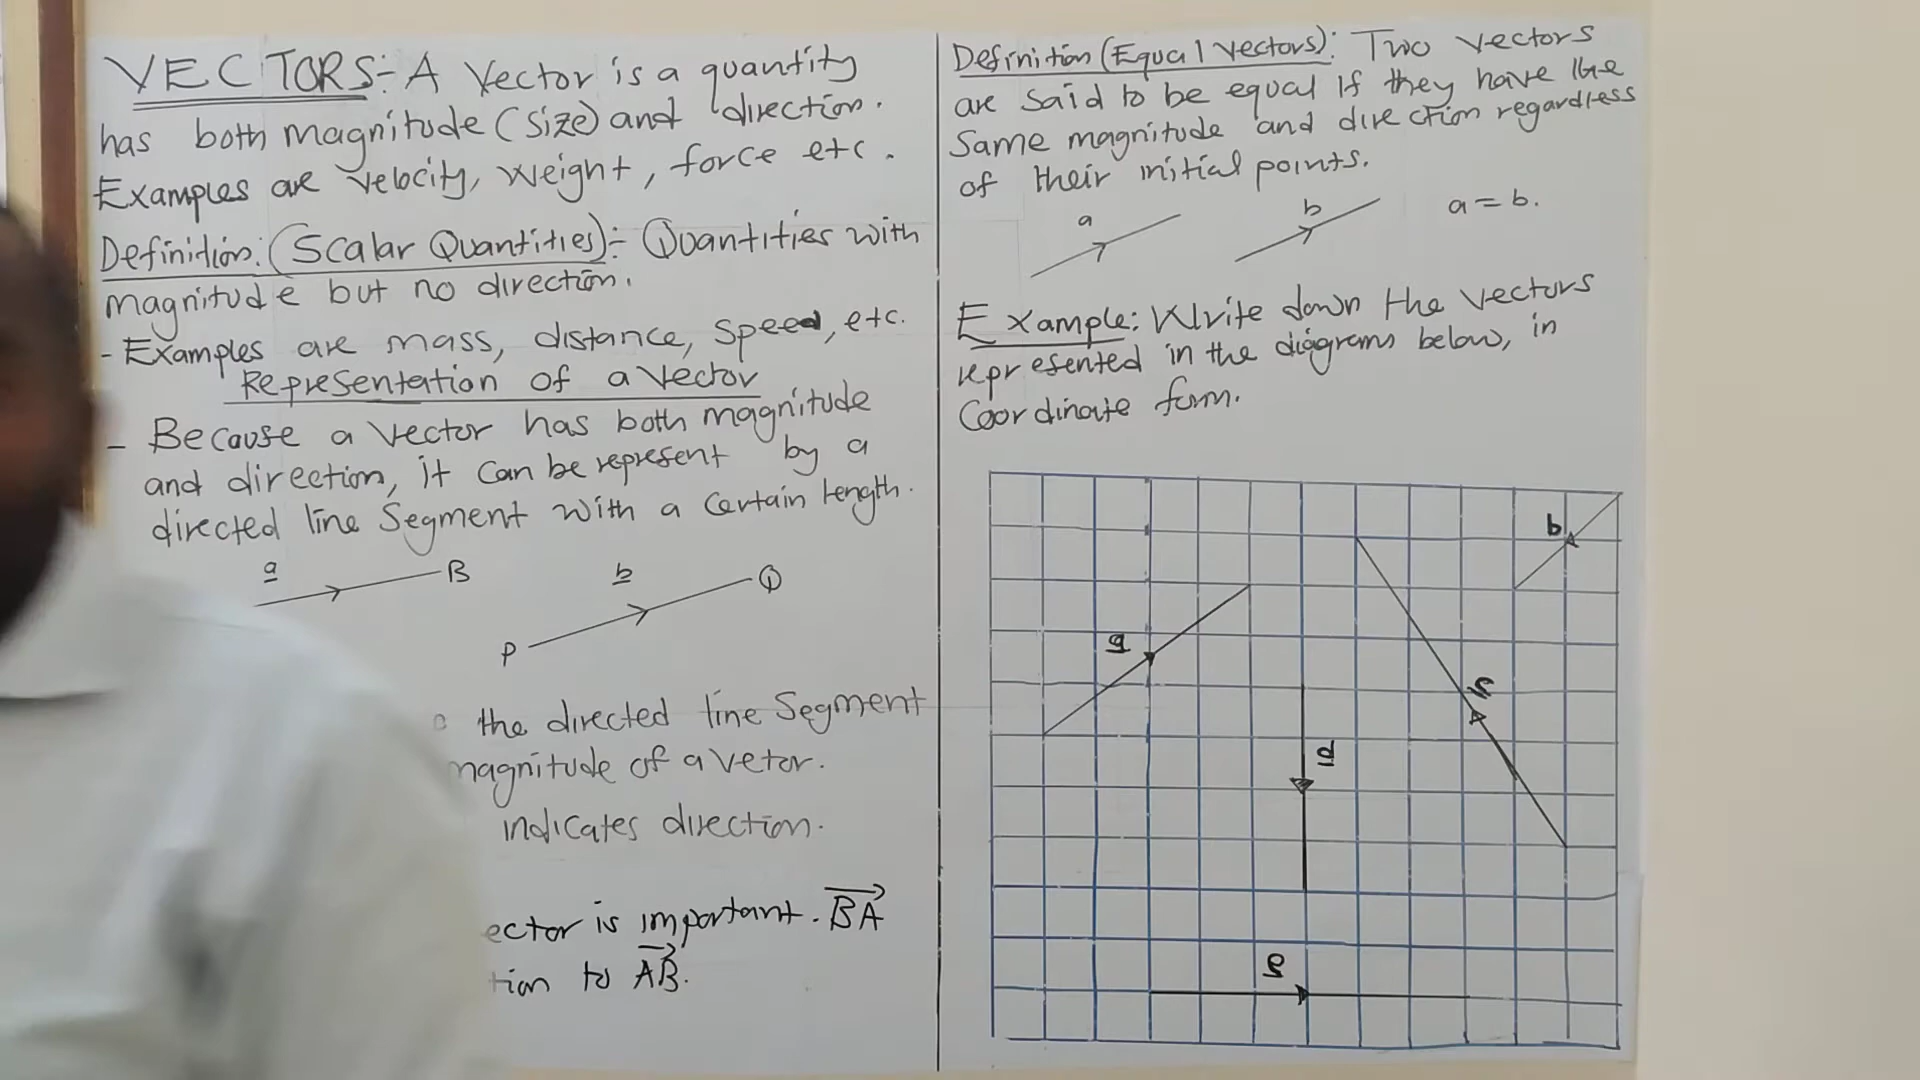 VECTORS:- A Vector is a quantity
has both magnitude (Size) and direction.
Examples are velocity, weight, force etc.
Definition: (Scalar Quantities):- Quantities with
magnitude but no direction.
- Examples are mass, distance, speed, etc.
Representation of a Vector
- Because a vector has both magnitude
and direction, it can be represent by a
directed line Segment with a Certain length.
a B
b P Q
the directed line Segment
magnitude of a vetor.
indicates direction.
ector is important. BA
tion to AB.
Definition (Equal Vectors): Two vectors
are said to be equal If they have the
Same magnitude and direction regardless
of their initial points.
a b a = b.
Example: Write down the vectors
represented in the diagrams below, in
Coordinate form.
b